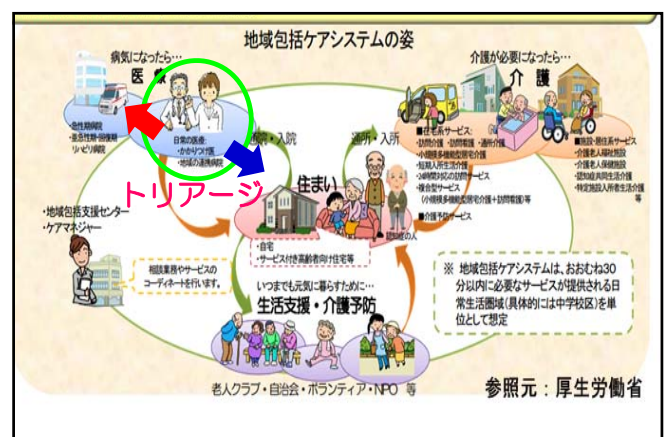 地域包括ケアシステムの姿
病気になったら…
医 療
介護が必要になったら…
介 護
・急性期病院
・亜急性期・回復期
リハビリ病院
日常の医療:
・かかりつけ医
・地域の連携病院
通院・入院
通所・入所
■在宅系サービス:
・訪問介護 ・訪問看護 ・通所介護
・小規模多機能型居宅介護
・短期入所生活介護
・24時間対応の訪問サービス
・複合型サービス
(小規模多機能型居宅介護+訪問看護)等
■介護予防サービス
■施設・居住系サービス
・介護老人福祉施設
・介護老人保健施設
・認知症共同生活介護
・特定施設入所者生活介護
等
トリアージ
住まい
認知症の人
・地域包括支援センター
・ケアマネジャー
・自宅
・サービス付き高齢者向け住宅等
相談業務やサービスの
コーディネートを行います。
いつまでも元気に暮らすために…
生活支援・介護予防
※ 地域包括ケアシステムは、おおむね30
分以内に必要なサービスが提供される日
常生活圏域(具体的には中学校区)を単
位として想定
老人クラブ・自治会・ボランティア・NPO 等
参照元:厚生労働省